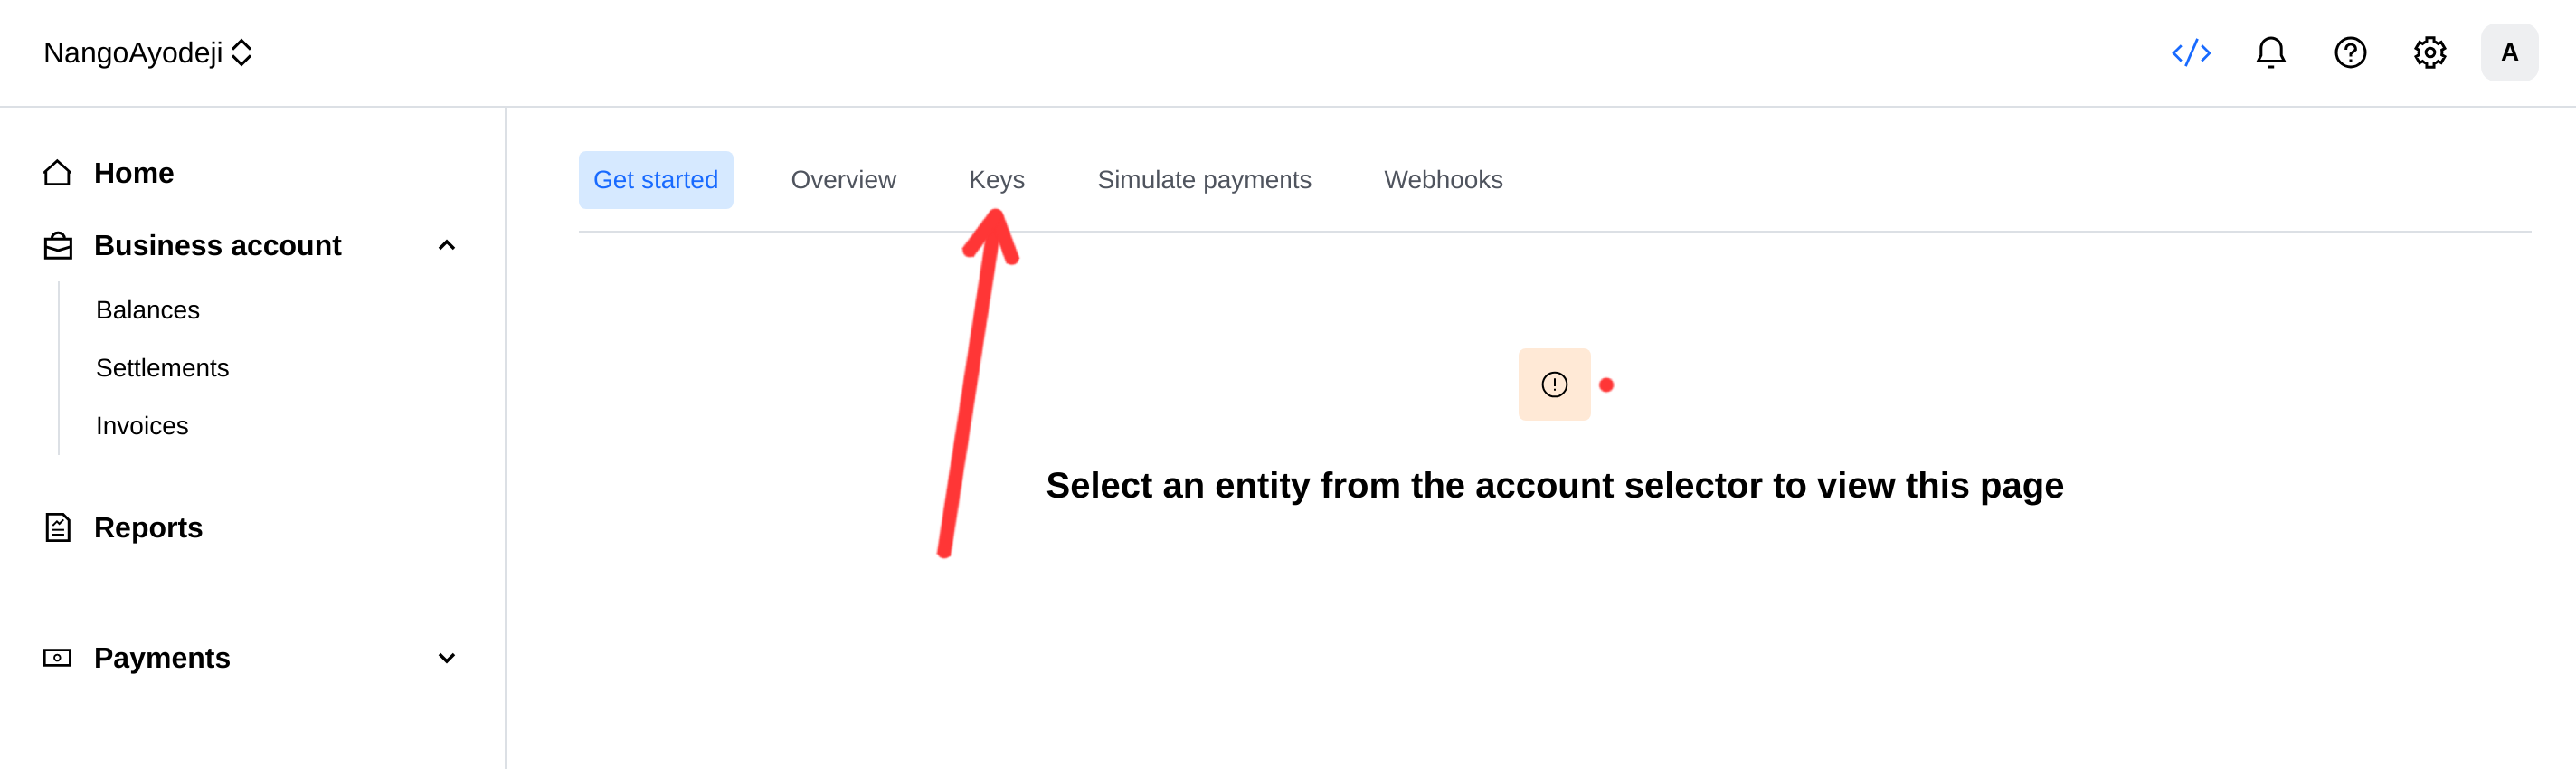 NangoAyodeji
A
Home
Business account
Balances
Settlements
Invoices
Reports
Payments
Get started
Overview
Keys
Simulate payments
Webhooks
Select an entity from the account selector to view this page